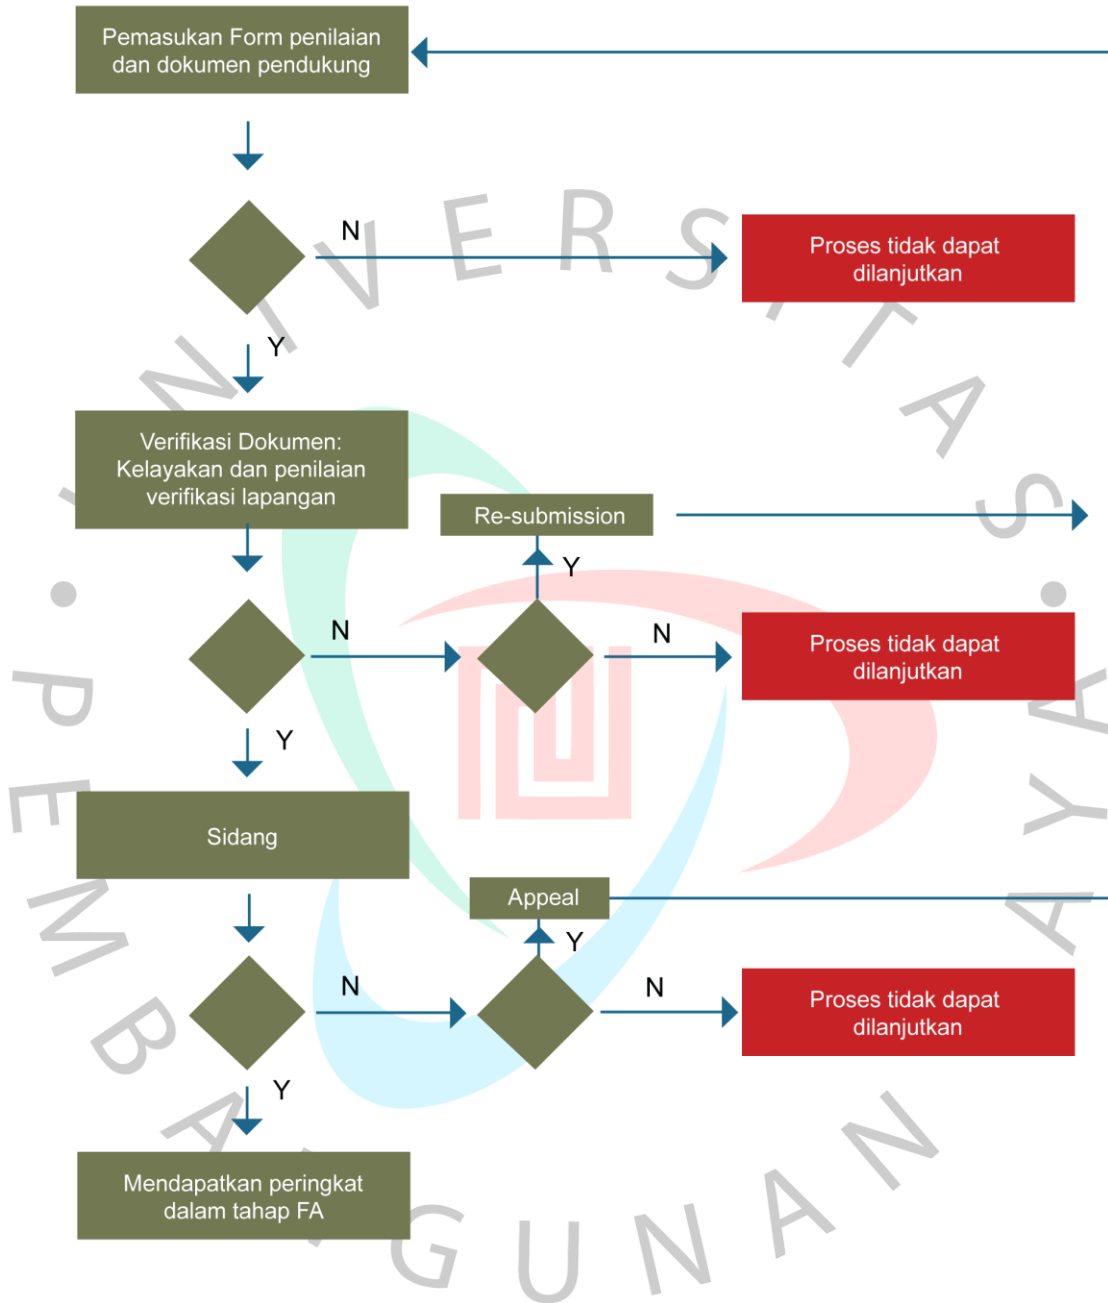 Pemasukan Form penilaian
dan dokumen pendukung
N
Proses tidak dapat
dilanjutkan
Y
Verifikasi Dokumen:
Kelayakan dan penilaian
verifikasi lapangan
Re-submission
Y
N
N
Proses tidak dapat
dilanjutkan
Y
Sidang
Appeal
Y
N
N
Proses tidak dapat
dilanjutkan
Y
Mendapatkan peringkat
dalam tahap FA
UNIVERSITAS
PEMBANGUNAN JAYA